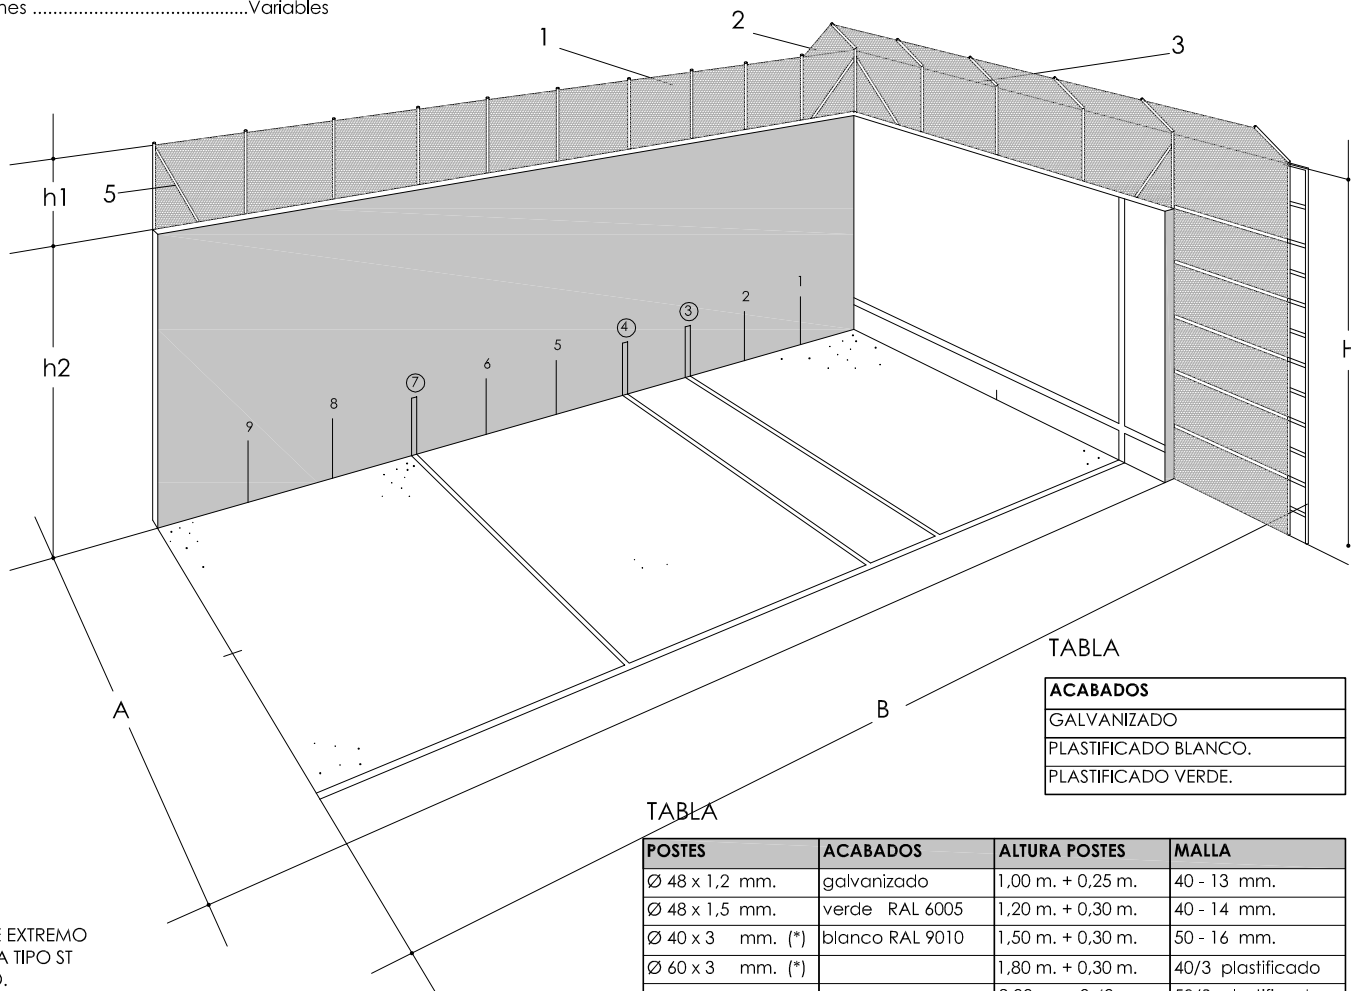 Variables
1
2
3
h1
5
h2
H
1
2
3
4
5
6
7
8
9
A
B
TABLA
ACABADOS
GALVANIZADO
PLASTIFICADO BLANCO.
PLASTIFICADO VERDE.
TABLA
POSTES ACABADOS ALTURA POSTES MALLA
Ø 48 x 1,2 mm. galvanizado 1,00 m. + 0,25 m. 40 - 13 mm.
Ø 48 x 1,5 mm. verde RAL 6005 1,20 m. + 0,30 m. 40 - 14 mm.
Ø 40 x 3 mm. (*) blanco RAL 9010 1,50 m. + 0,30 m. 50 - 16 mm.
Ø 60 x 3 mm. (*) 1,80 m. + 0,30 m. 40/3 plastificado
EXTREMO
TIPO ST